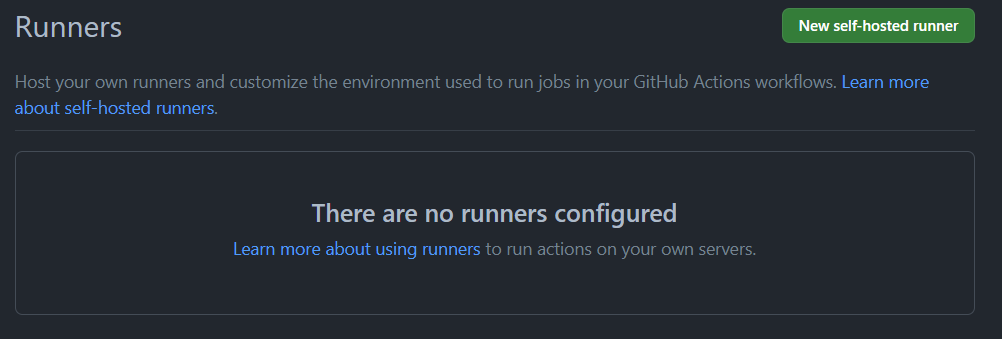 Runners
New self-hosted runner
Host your own runners and customize the environment used to run jobs in your GitHub Actions workflows. Learn more
about self-hosted runners.
There are no runners configured
Learn more about using runners to run actions on your own servers.